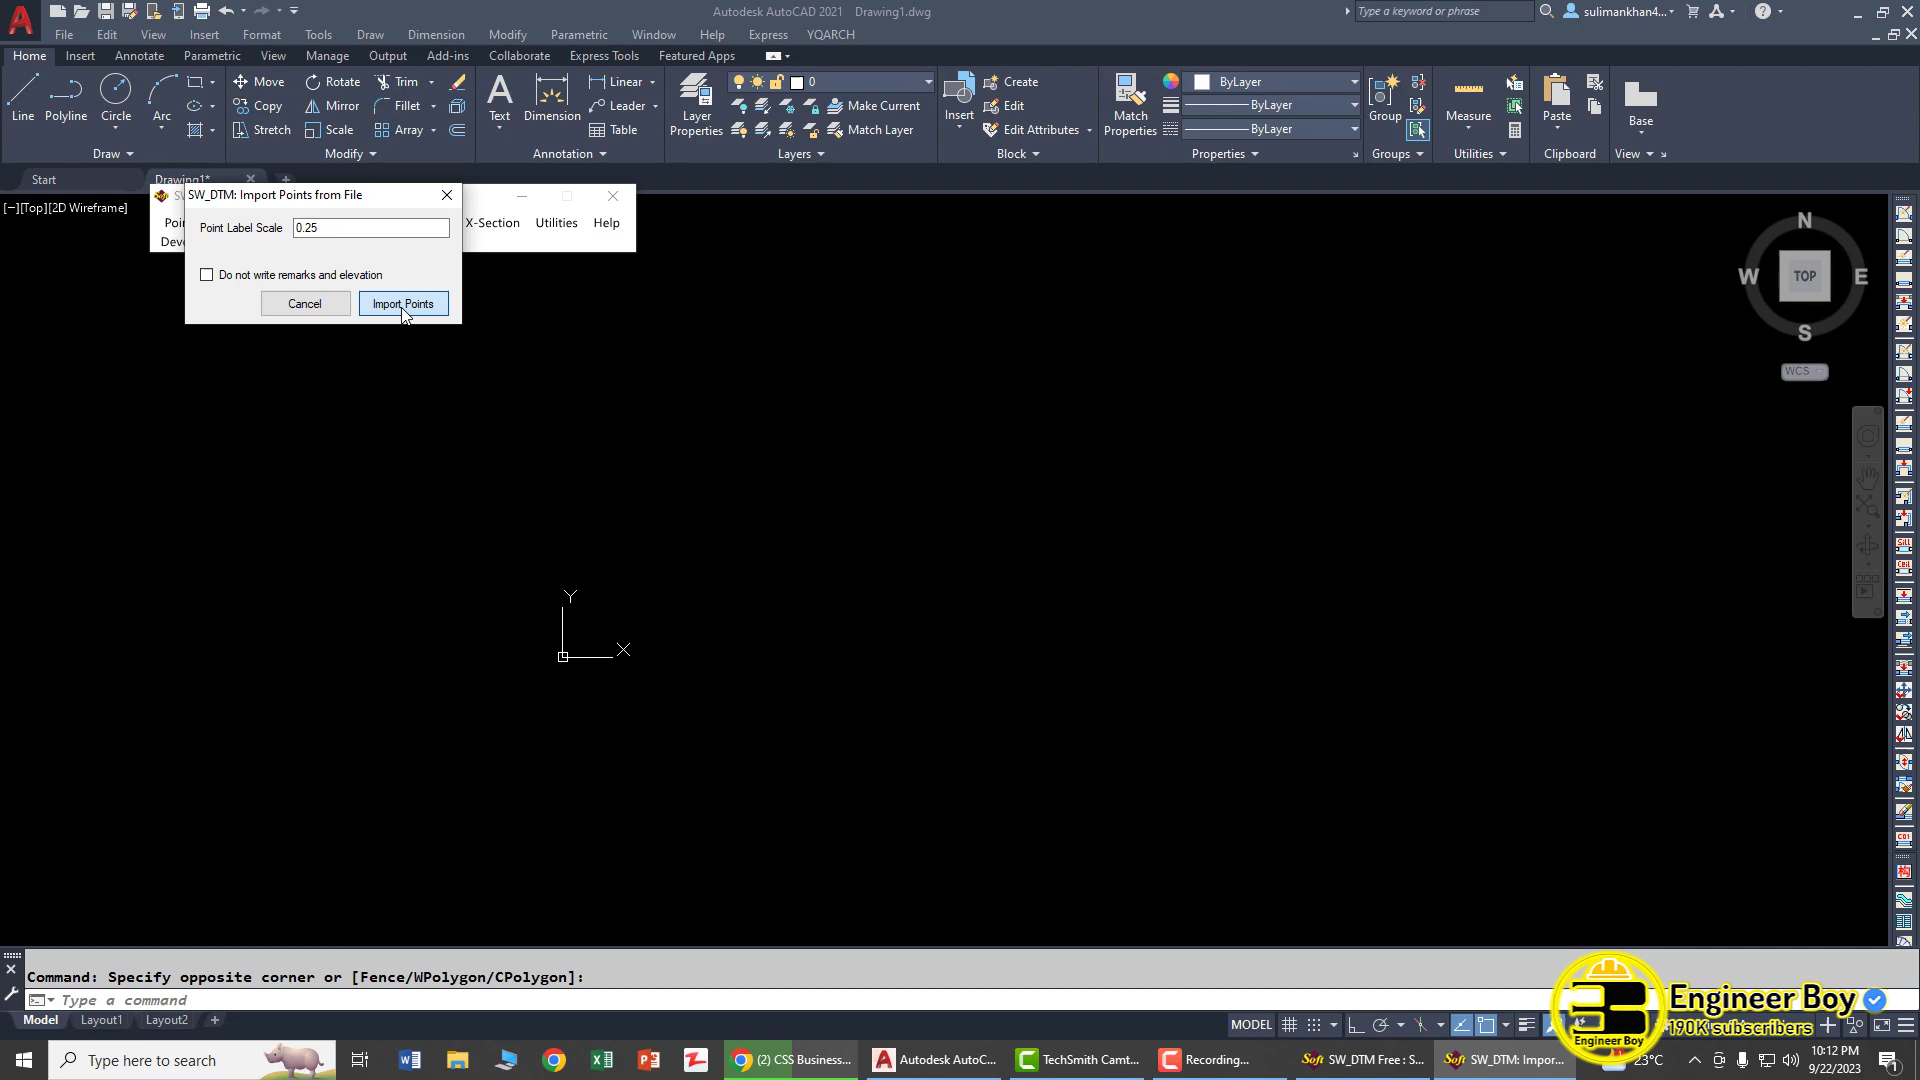 Autodesk AutoCAD 2021 Drawing1.dwg
Type a keyword or phrase
sulimankhan4...
File Edit View Insert Format Tools Draw Dimension Modify Parametric Window Help Express YQARCH
Home Insert Annotate Parametric View Manage Output Add-ins Collaborate Express Tools Featured Apps
Move Rotate Trim Linear 0 Create ByLayer
Copy Mirror Fillet Leader Make Current Edit ByLayer
Line Polyline Circle Arc Text Dimension Layer Properties Insert Match Properties Group Measure Paste Base
Stretch Scale Array Table Match Layer Edit Attributes ByLayer
Draw Modify Annotation Layers Block Properties Groups Utilities Clipboard View
Start Drawing1*
SW_DTM: Import Points from File
[−][Top][2D Wireframe]
X-Section Utilities Help
Point Label Scale 0.25
Do not write remarks and elevation
Cancel Import Points
N
W TOP E
S
WCS
Y
X
Sill
Ceil
C01
构
Command: Specify opposite corner or [Fence/WPolygon/CPolygon]:
Type a command
Model Layout1 Layout2
MODEL
Engineer Boy
190K subscribers
Engineer Boy
Type here to search
(2) CSS Business...
Autodesk AutoC...
TechSmith Camt...
Recording...
SW_DTM Free : S...
SW_DTM: Impor...
23°C
10:12 PM
9/22/2023
1